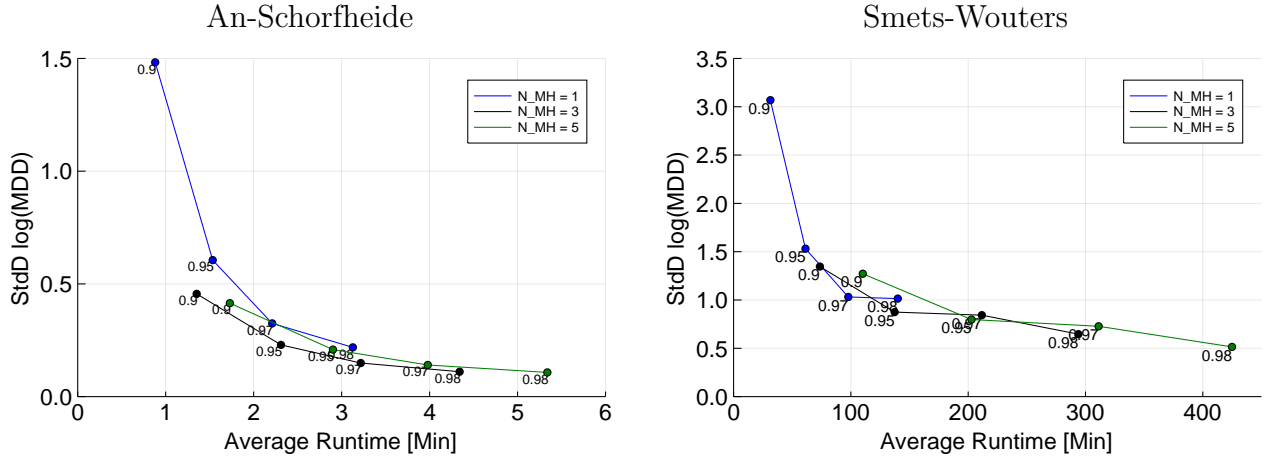 An-Schorfheide
1.5
1.0
0.5
0.0
StdD log(MDD)
0.9
0.95
0.97
0.98
0.9
0.95
0.97
0.98
0.9
0.95
0.97
0.98
N_MH = 1
N_MH = 3
N_MH = 5
0 1 2 3 4 5 6
Average Runtime [Min]
Smets-Wouters
3.5
3.0
2.5
2.0
1.5
1.0
0.5
0.0
StdD log(MDD)
0.9
0.95
0.97
0.98
0.9
0.95
0.97
0.98
0.9
0.95
0.97
0.98
N_MH = 1
N_MH = 3
N_MH = 5
0 100 200 300 400
Average Runtime [Min]